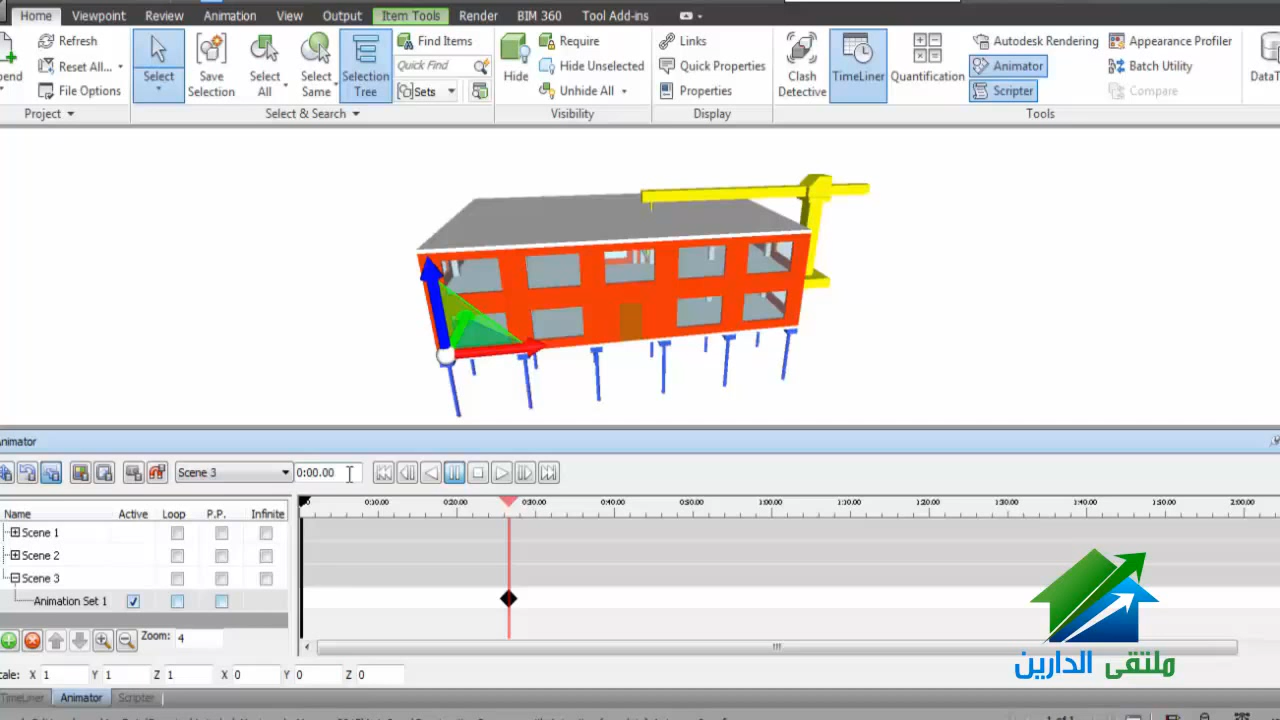 Home Viewpoint Review Animation View Output Item Tools Render BIM 360 Tool Add-ins
Refresh
Reset All...
File Options
Project
Select
Save Selection
Select All
Select Same
Selection Tree
Find Items
Quick Find
Sets
Select & Search
Hide
Require
Hide Unselected
Unhide All
Visibility
Links
Quick Properties
Properties
Display
Clash Detective
TimeLiner
Quantification
Autodesk Rendering
Animator
Scripter
Appearance Profiler
Batch Utility
Compare
Tools
Scene 3 0:00.00
0:10.00 0:20.00 0:30.00 0:40.00 0:50.00 1:00.00 1:10.00 1:20.00 1:30.00 1:40.00 1:50.00 2:00.00
Name Active Loop P.P. Infinite
Scene 1
Scene 2
Scene 3
Animation Set 1
Zoom: 4
X 1 Y 1 Z 1 X 0 Y 0 Z 0
TimeLiner Animator Scripter
ملتقى الدارين